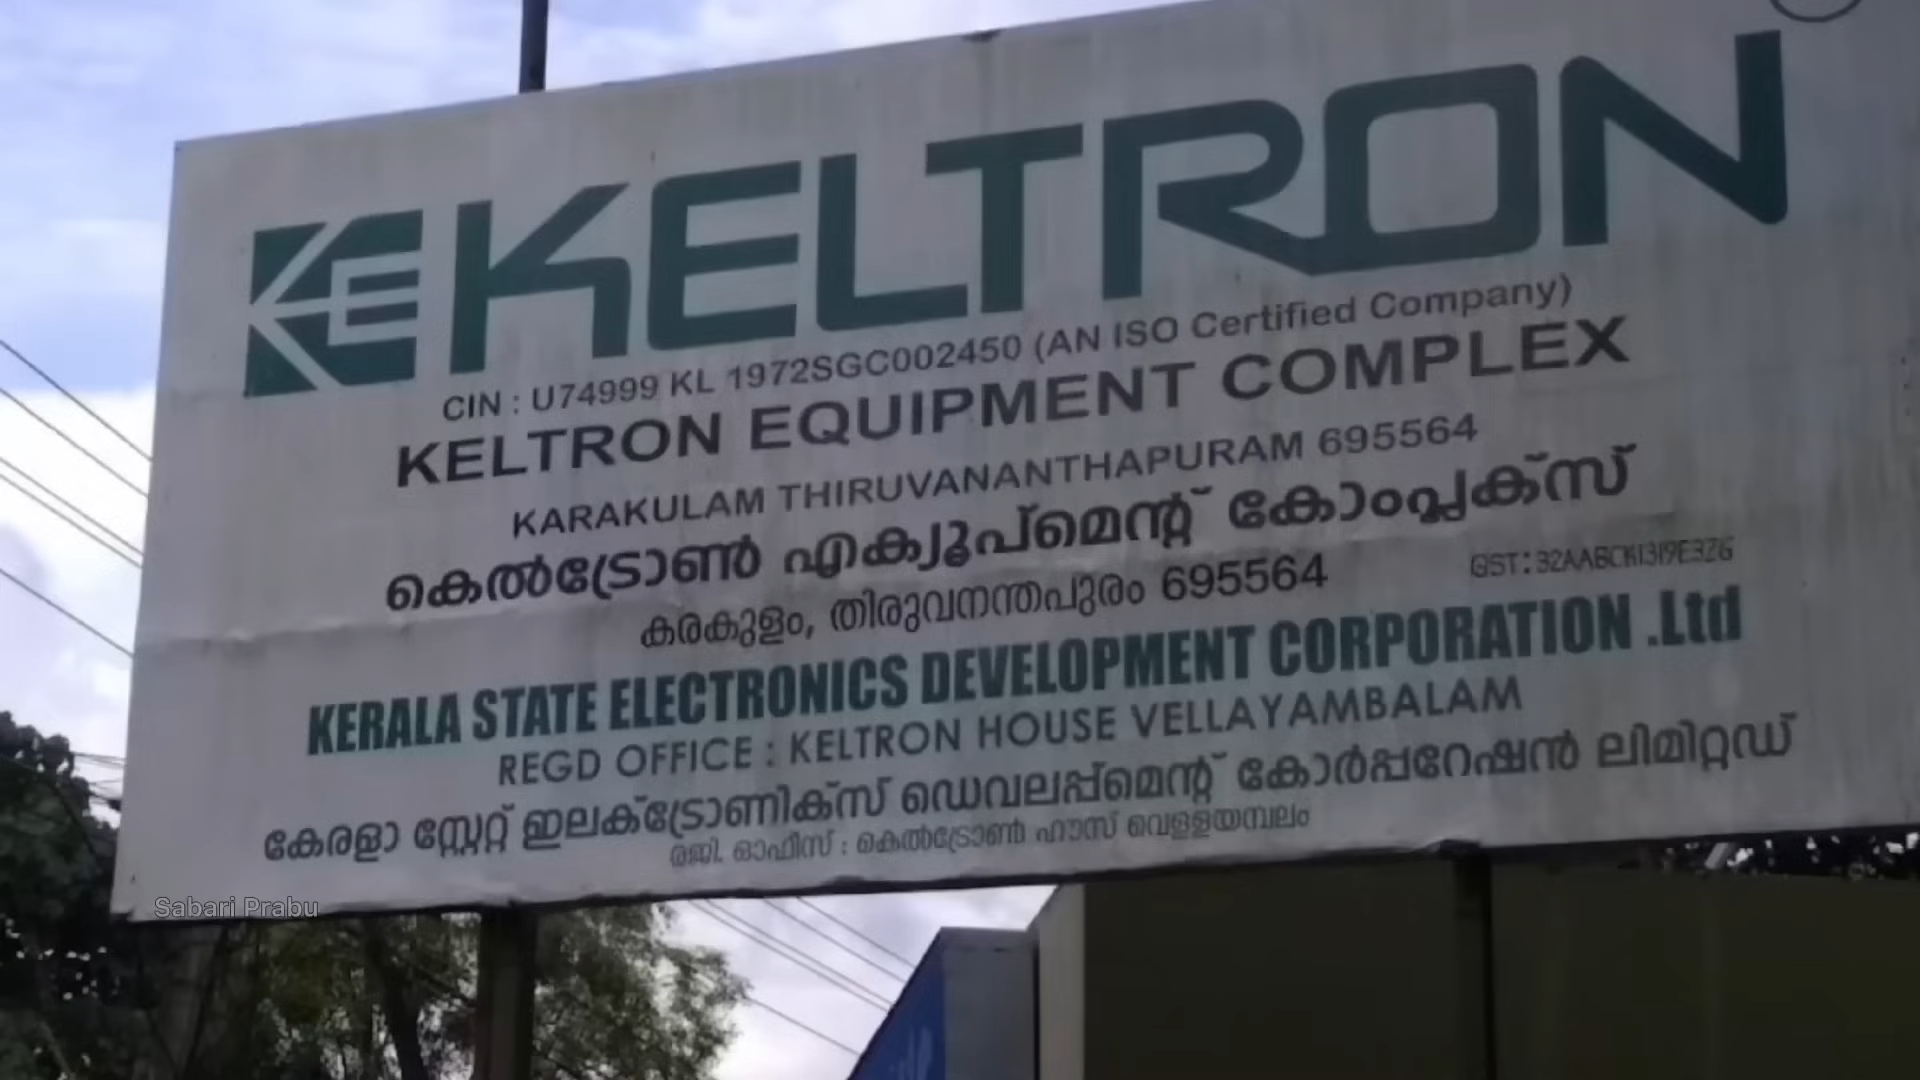 KE KELTRON
CIN : U74999 KL 1972SGC002450 (AN ISO Certified Company)
KELTRON EQUIPMENT COMPLEX
KARAKULAM THIRUVANANTHAPURAM 695564
കെൽട്രോൺ എക്യൂപ്മെന്റ് കോംപ്ലക്സ്
കരകുളം, തിരുവനന്തപുരം 695564
GST:
KERALA STATE ELECTRONICS DEVELOPMENT CORPORATION .Ltd
REGD OFFICE : KELTRON HOUSE VELLAYAMBALAM
കേരളാ സ്റ്റേറ്റ് ഇലക്ട്രോണിക്സ് ഡെവലപ്പ്മെന്റ് കോർപ്പറേഷൻ ലിമിറ്റഡ്
രജി. ഓഫീസ് : കെൽട്രോൺ ഹൗസ് വെള്ളയമ്പലം
Sabari Prabu